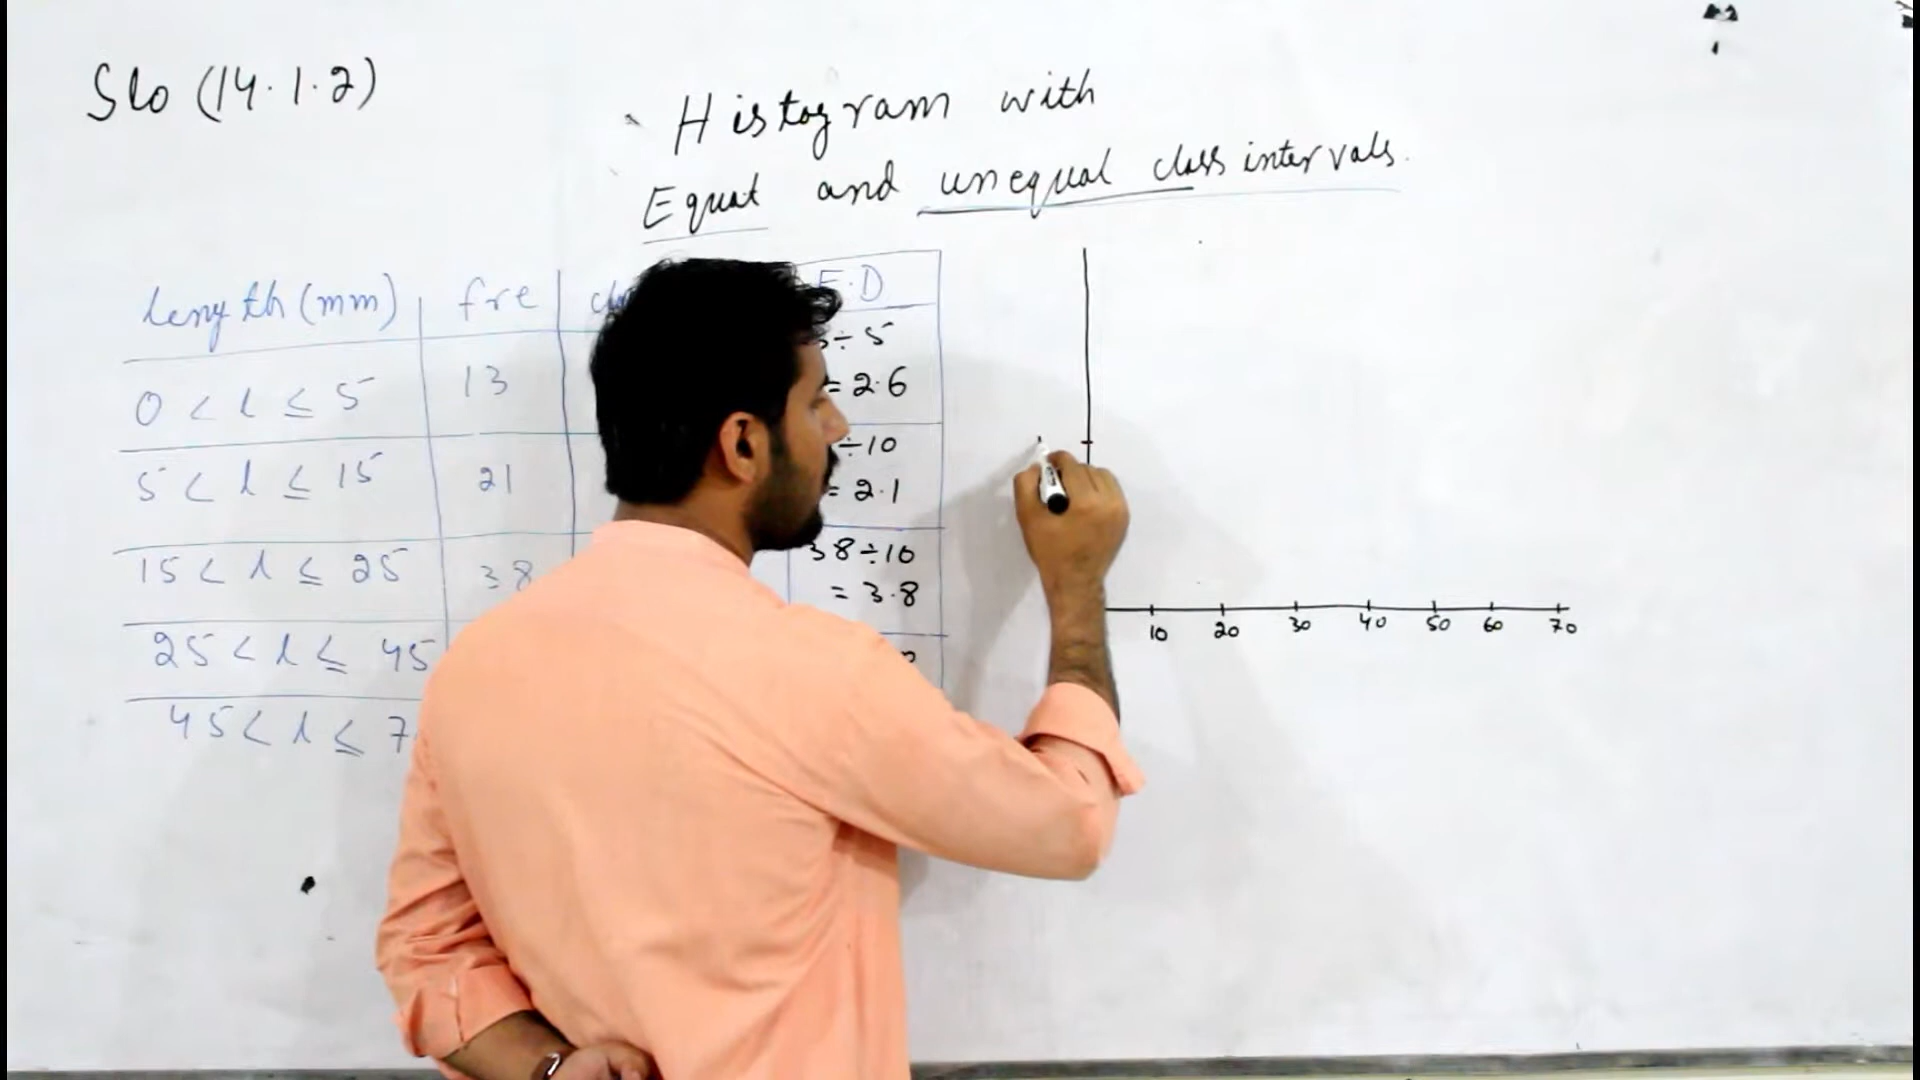 Slo (14.1.2)
Histogram with
Equal and unequal class intervals.
length (mm) fre F.D
0 < l ≤ 5 13 ÷ 5
= 2.6
5 < l ≤ 15 21 ÷10
= 2.1
15 < l ≤ 25 38 38÷10
= 3.8
25 < l ≤ 45
45 < l ≤ 7
10 20 30 40 50 60 70